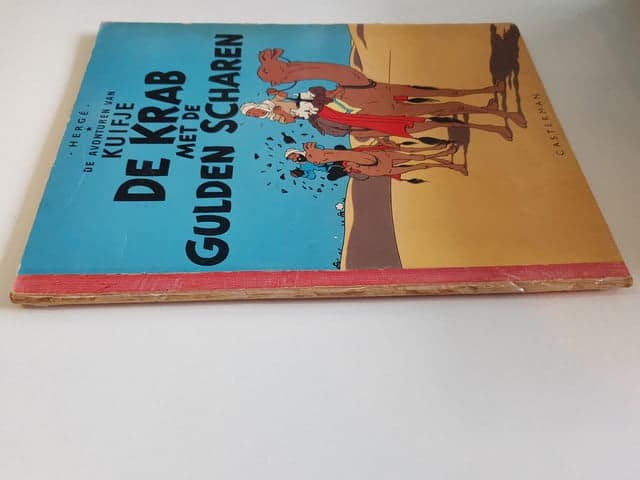 · HERGÉ ·
*
DE AVONTUREN VAN
KUIFJE
DE KRAB
MET DE
GULDEN SCHAREN
CASTERMAN